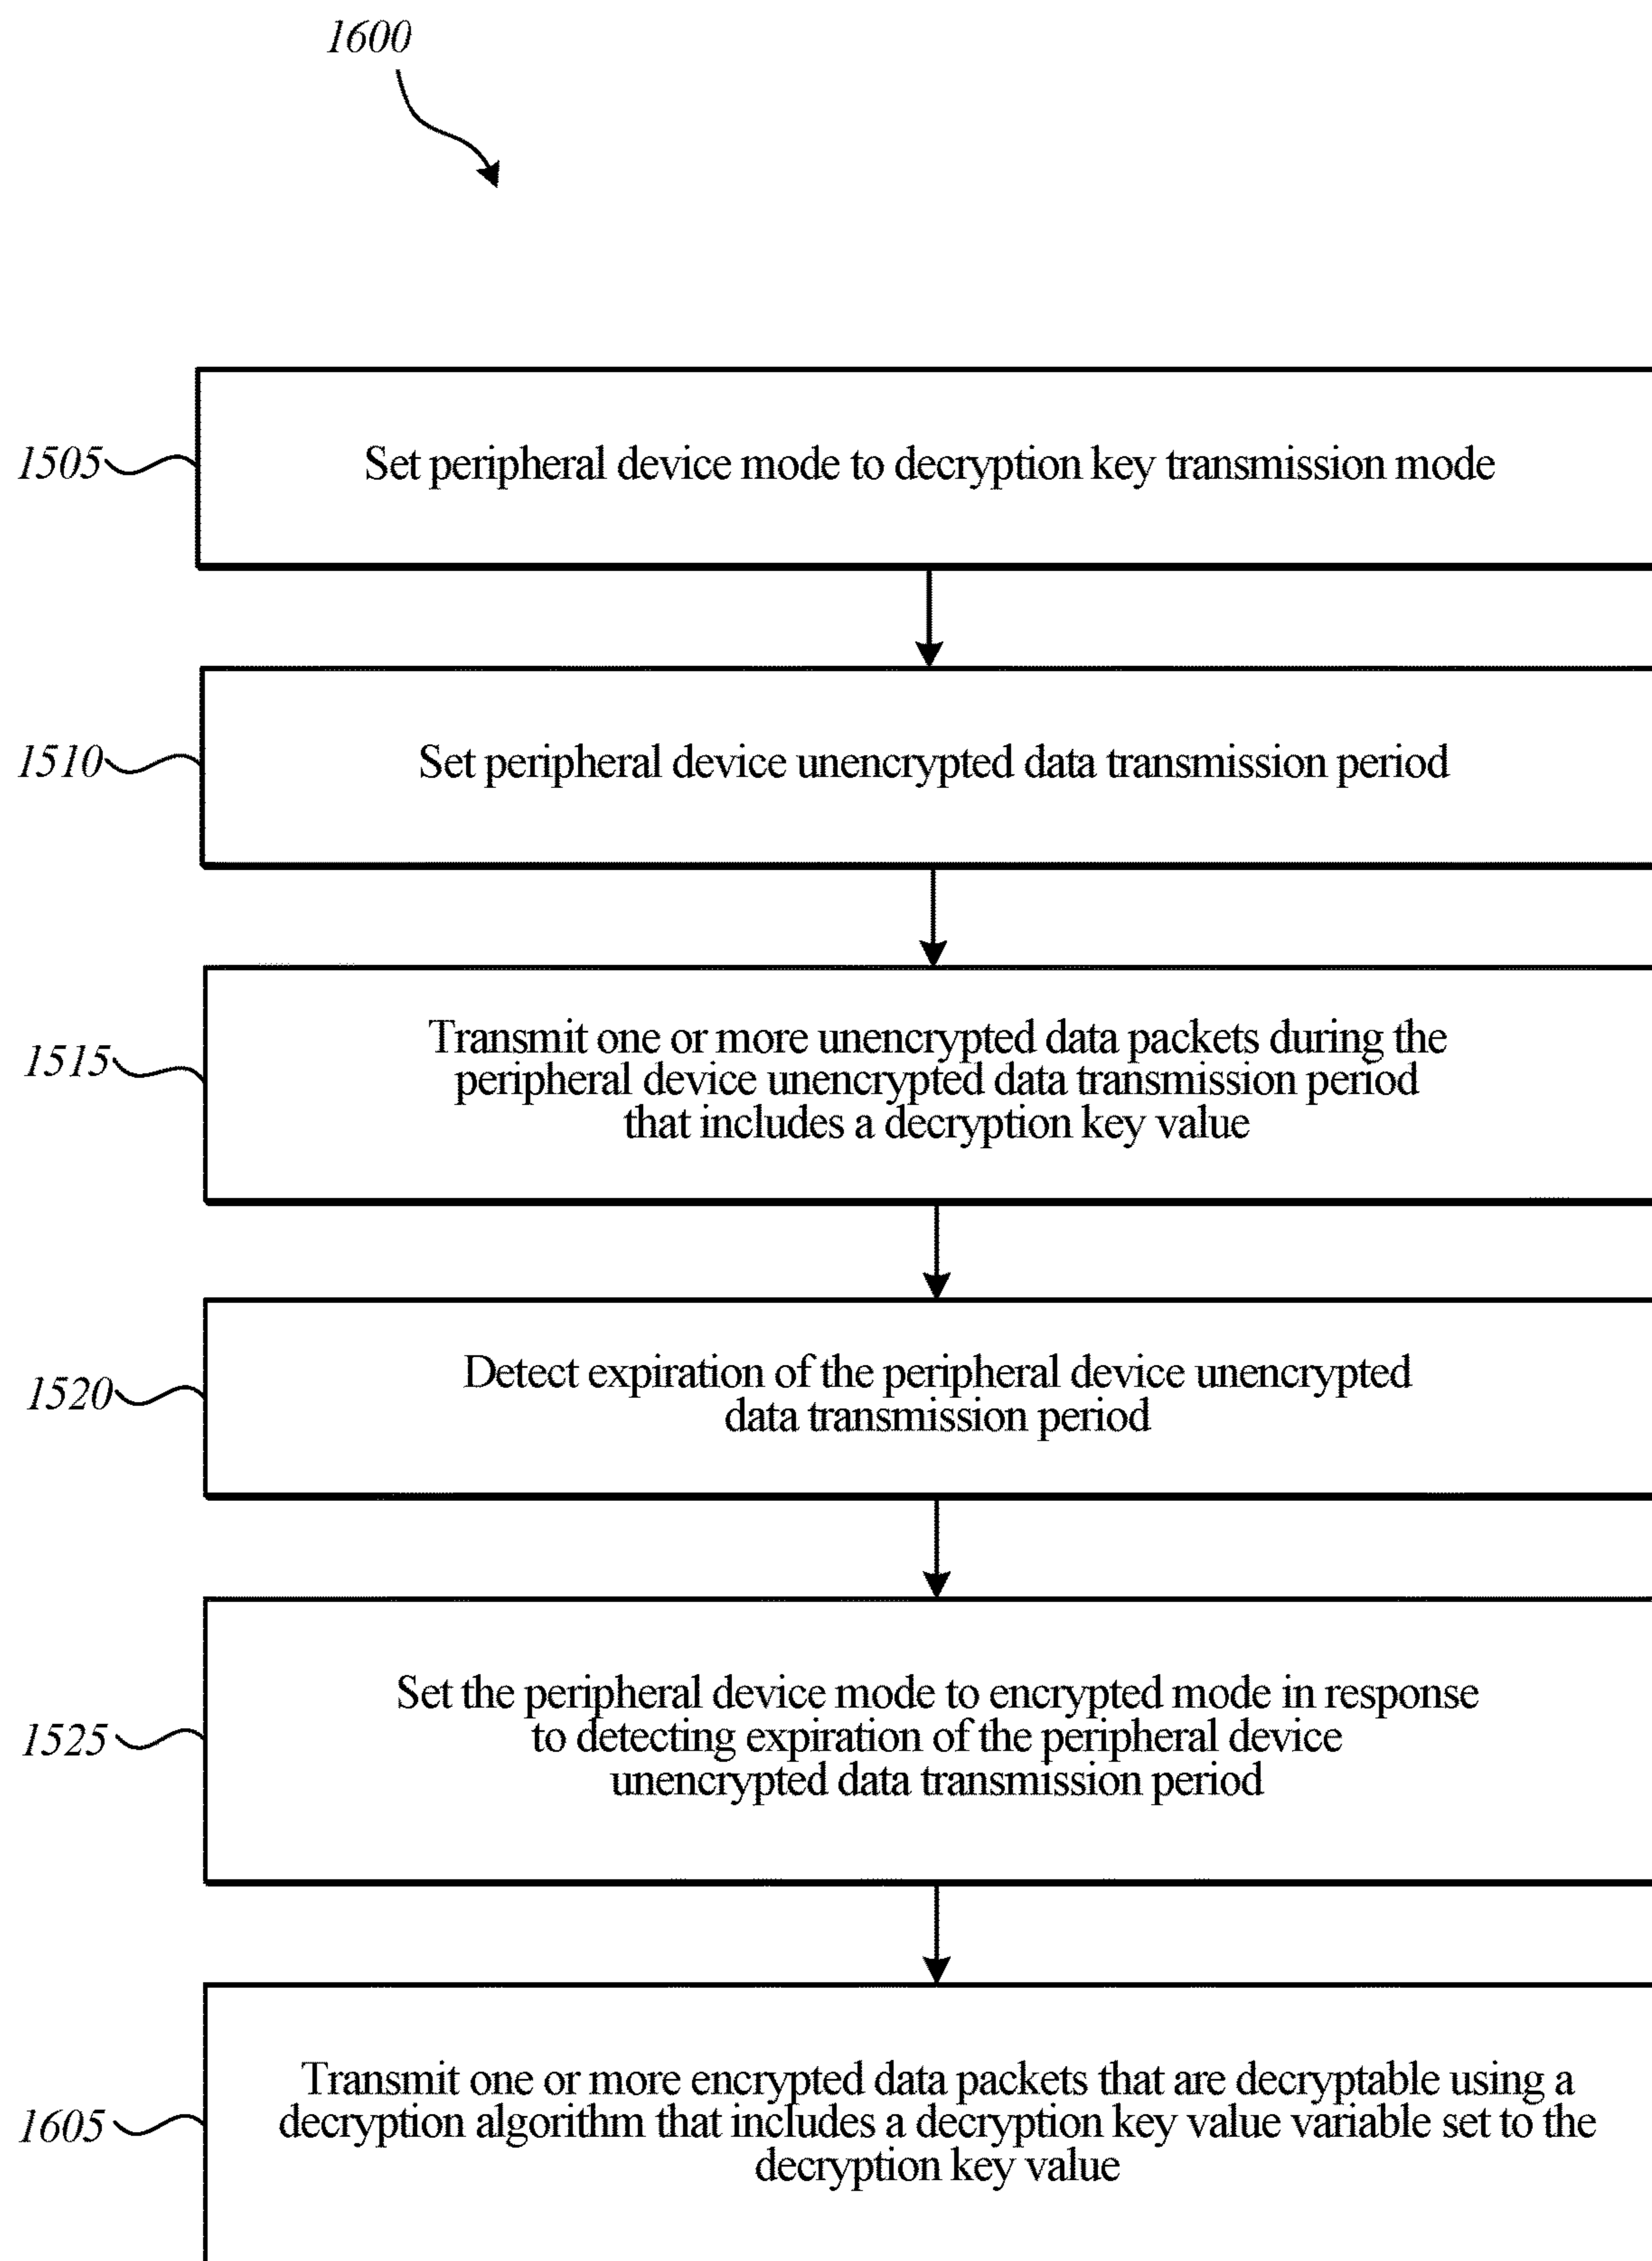 1600
1505
Set peripheral device mode to decryption key transmission mode
1510
Set peripheral device unencrypted data transmission period
1515
Transmit one or more unencrypted data packets during the
peripheral device unencrypted data transmission period
that includes a decryption key value
1520
Detect expiration of the peripheral device unencrypted
data transmission period
1525
Set the peripheral device mode to encrypted mode in response
to detecting expiration of the peripheral device
unencrypted data transmission period
1605
Transmit one or more encrypted data packets that are decryptable using a
decryption algorithm that includes a decryption key value variable set to the
decryption key value